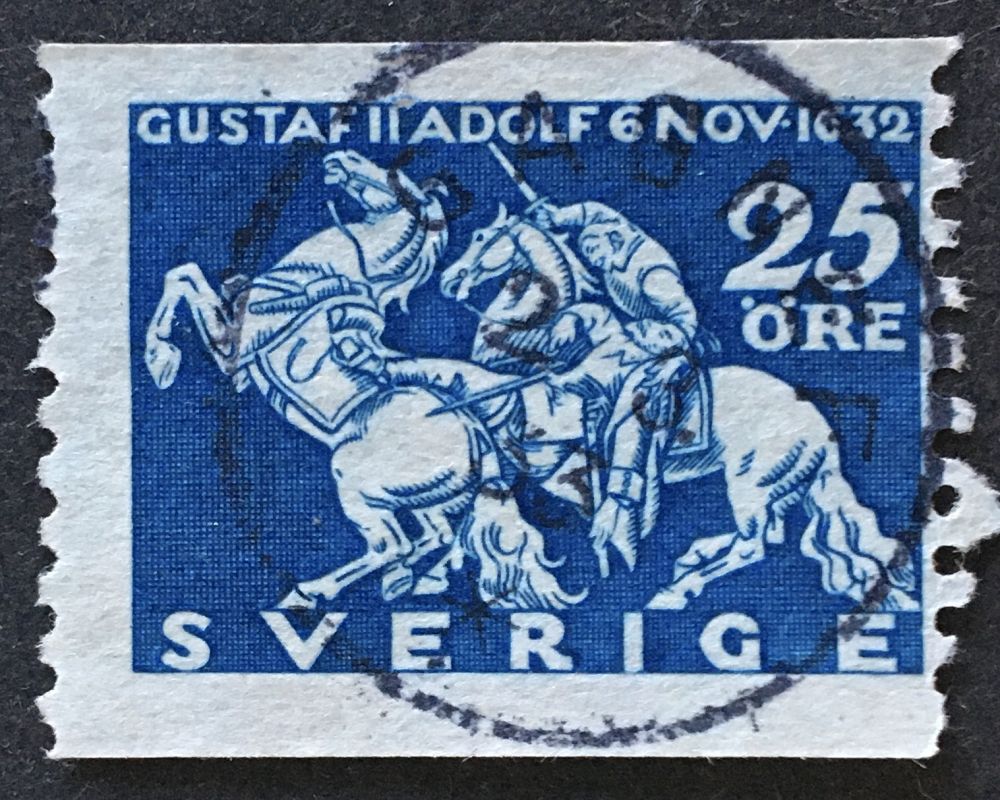 GUSTAF II ADOLF 6 NOV·1632
25
ÖRE
SVERIGE